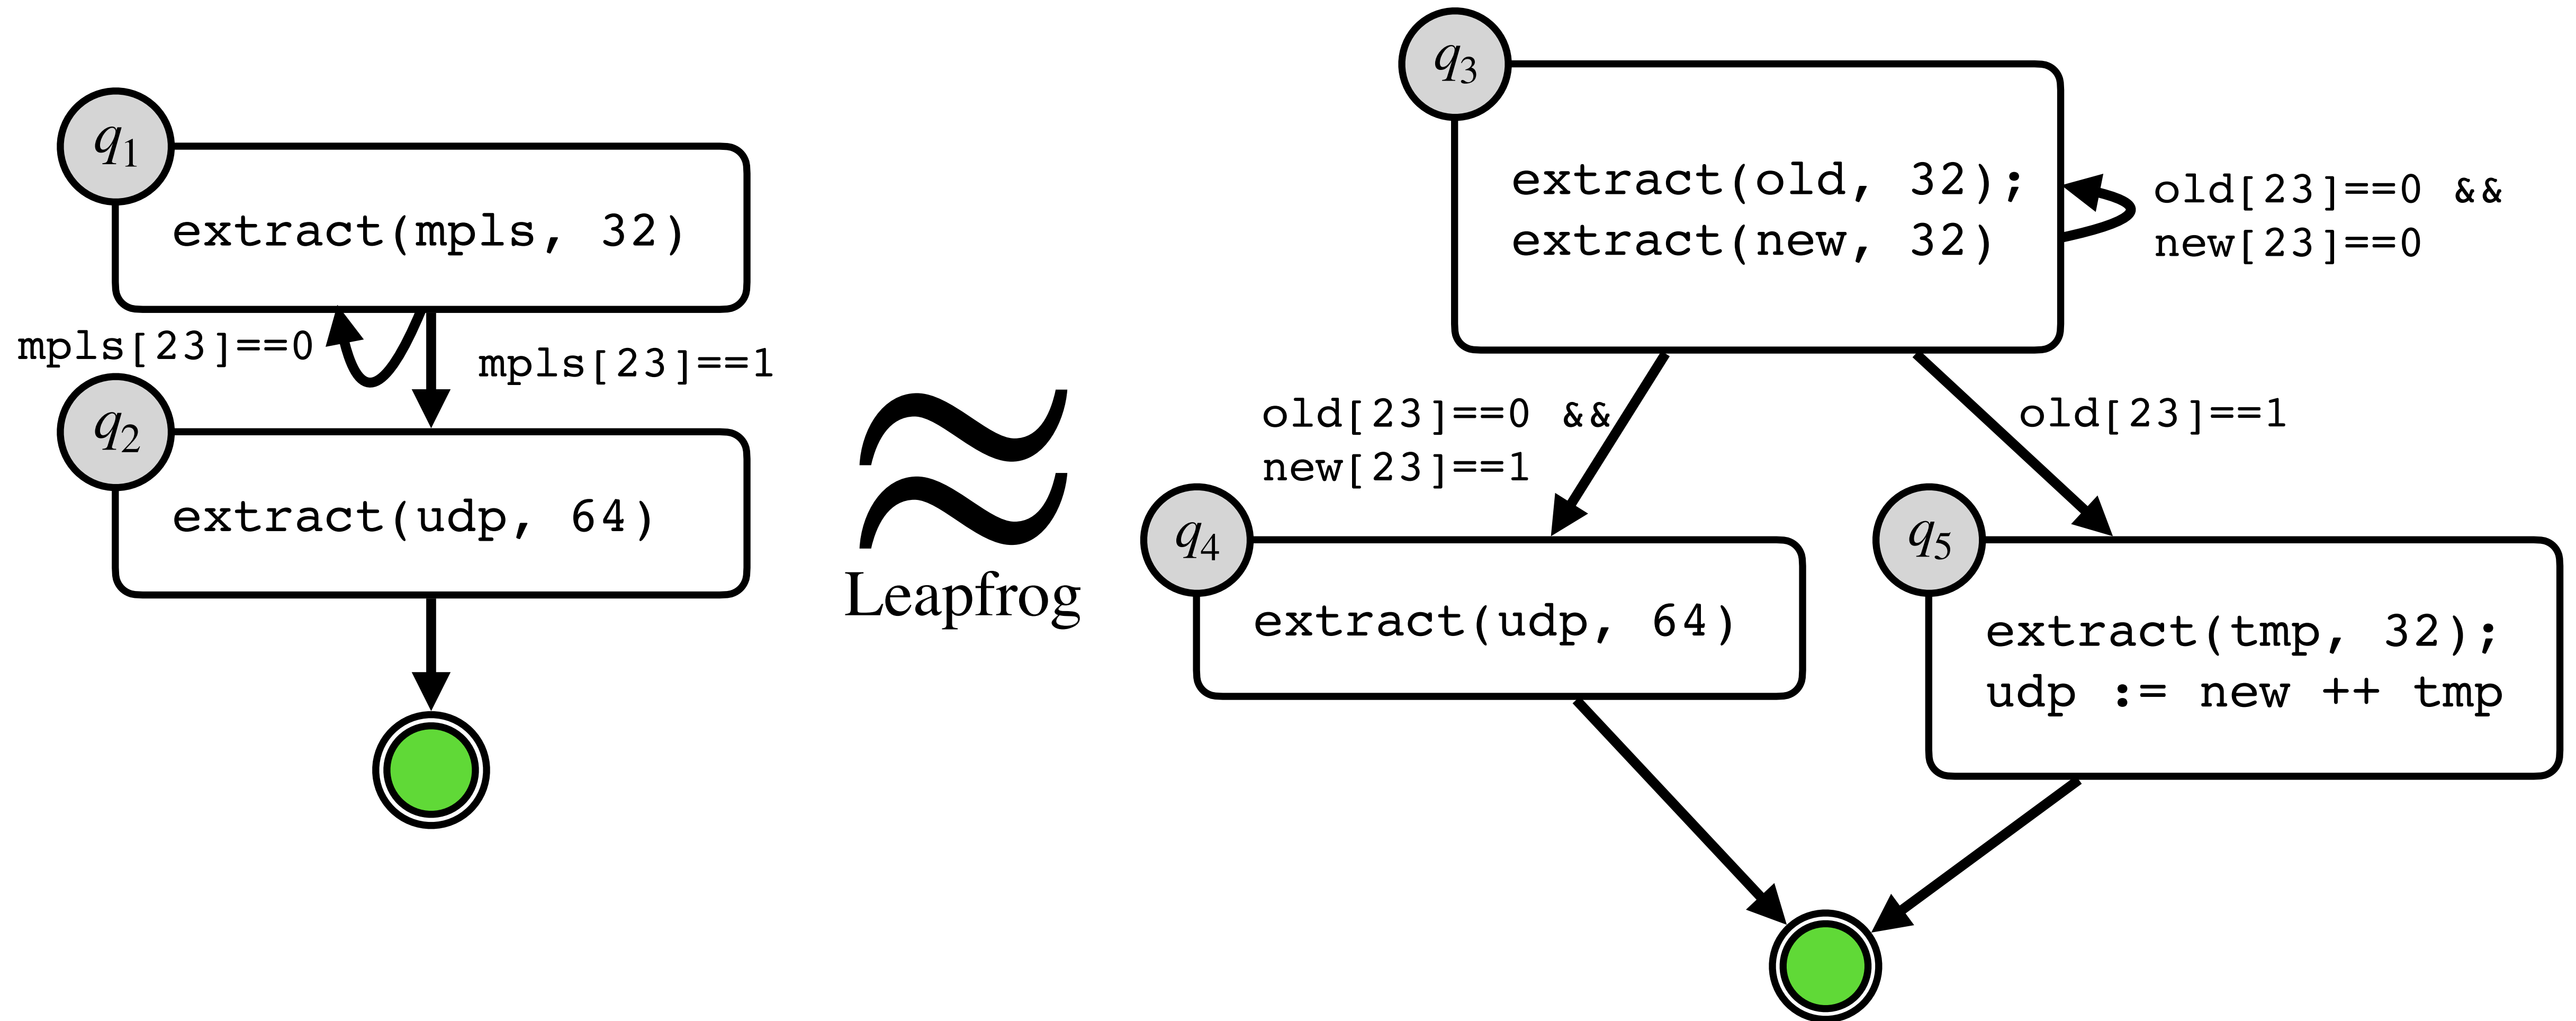 q1
extract(mpls, 32)
mpls[23]==0
mpls[23]==1
q2
extract(udp, 64)
≈
Leapfrog
q3
extract(old, 32);
extract(new, 32)
old[23]==0 &&
new[23]==0
old[23]==0 &&
new[23]==1
old[23]==1
q4
extract(udp, 64)
q5
extract(tmp, 32);
udp := new ++ tmp